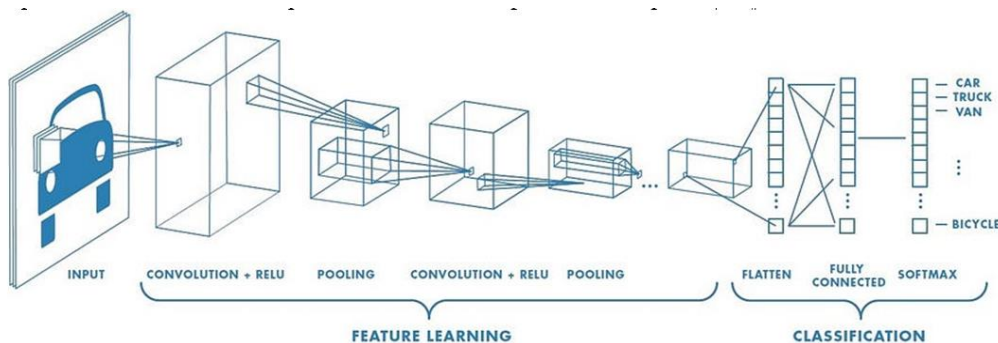 CAR
TRUCK
VAN
BICYCLE
INPUT
CONVOLUTION + RELU
POOLING
CONVOLUTION + RELU
POOLING
FLATTEN
FULLY
CONNECTED
SOFTMAX
FEATURE LEARNING
CLASSIFICATION